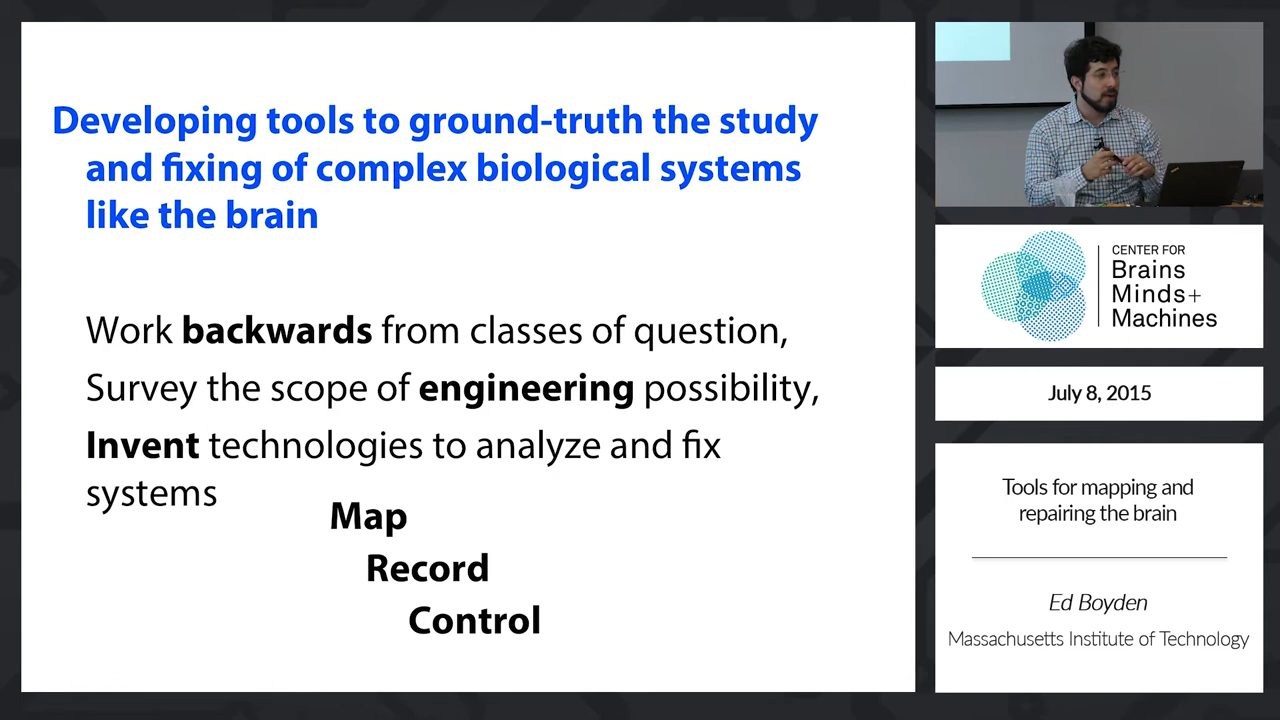 Developing tools to ground-truth the study
and fixing of complex biological systems
like the brain
Work backwards from classes of question,
Survey the scope of engineering possibility,
Invent technologies to analyze and fix
systems
Map
Record
Control
CENTER FOR
Brains
Minds+
Machines
July 8, 2015
Tools for mapping and
repairing the brain
Ed Boyden
Massachusetts Institute of Technology